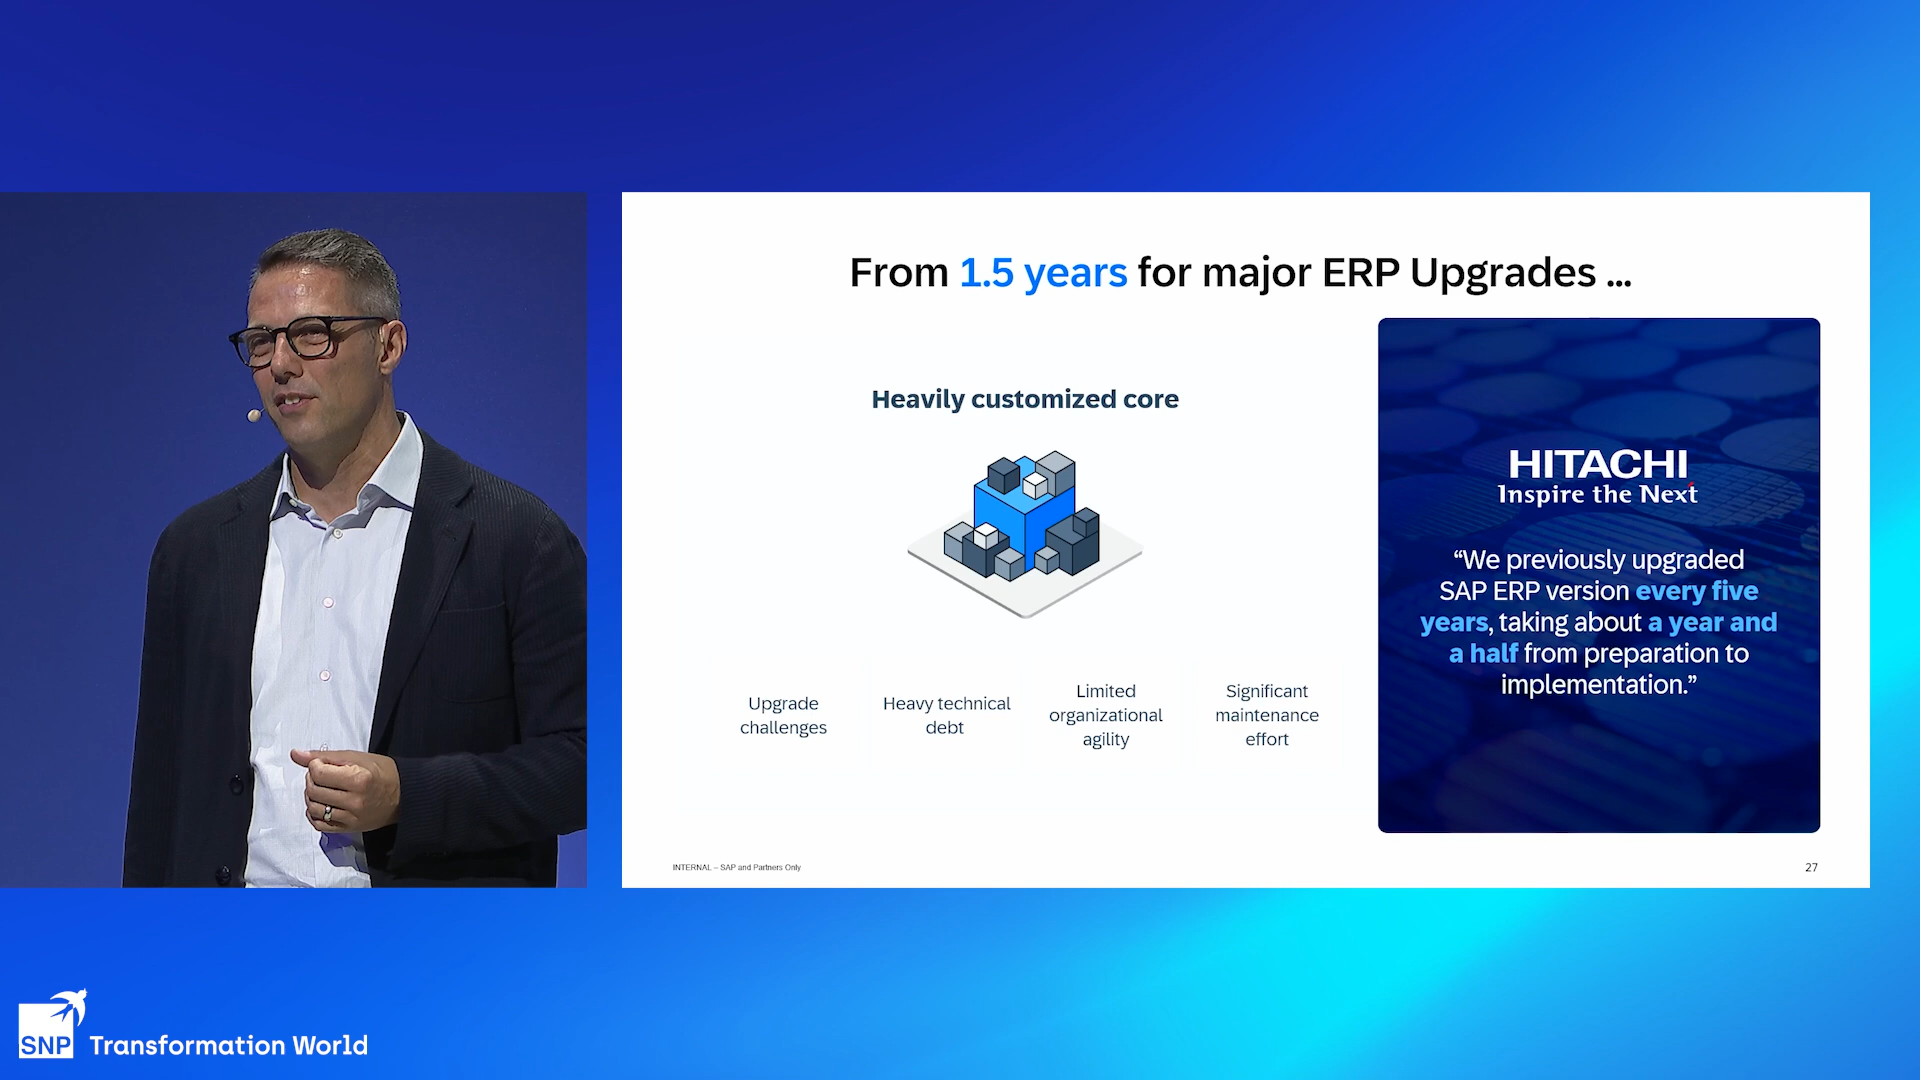 From 1.5 years for major ERP Upgrades ...
Heavily customized core
Upgrade
challenges
Heavy technical
debt
Limited
organizational
agility
Significant
maintenance
effort
HITACHI
Inspire the Next
“We previously upgraded
SAP ERP version every five
years, taking about a year and
a half from preparation to
implementation.”
INTERNAL – SAP and Partners Only
27
SNP Transformation World